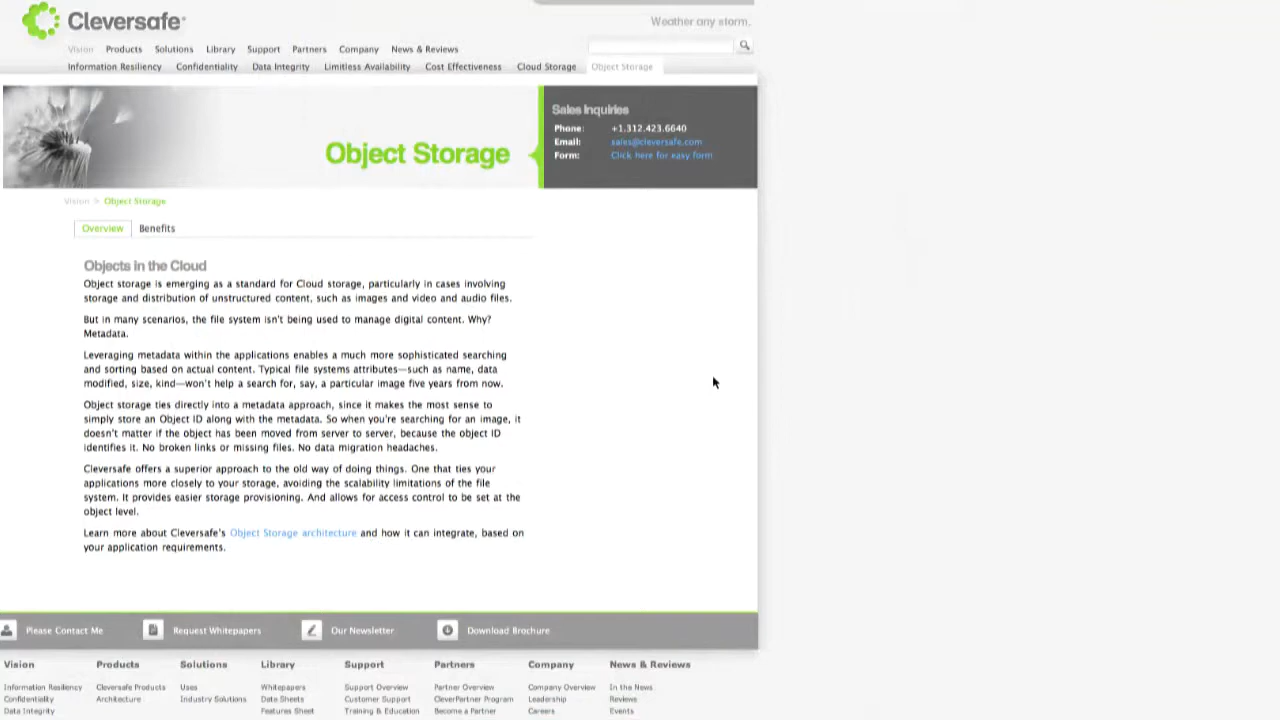 Cleversafe®
Weather any storm.
Vision Products Solutions Library Support Partners Company News & Reviews
Information Resiliency Confidentiality Data Integrity Limitless Availability Cost Effectiveness Cloud Storage Object Storage
Object Storage
Sales Inquiries
Phone: +1.312.423.6640
Email: sales@cleversafe.com
Form: Click here for easy form
Vision > Object Storage
Overview Benefits
Objects in the Cloud
Object storage is emerging as a standard for Cloud storage, particularly in cases involving
storage and distribution of unstructured content, such as images and video and audio files.
But in many scenarios, the file system isn't being used to manage digital content. Why?
Metadata.
Leveraging metadata within the applications enables a much more sophisticated searching
and sorting based on actual content. Typical file systems attributes—such as name, data
modified, size, kind—won't help a search for, say, a particular image five years from now.
Object storage ties directly into a metadata approach, since it makes the most sense to
simply store an Object ID along with the metadata. So when you're searching for an image, it
doesn't matter if the object has been moved from server to server, because the object ID
identifies it. No broken links or missing files. No data migration headaches.
Cleversafe offers a superior approach to the old way of doing things. One that ties your
applications more closely to your storage, avoiding the scalability limitations of the file
system. It provides easier storage provisioning. And allows for access control to be set at the
object level.
Learn more about Cleversafe's Object Storage architecture and how it can integrate, based on
your application requirements.
Please Contact Me Request Whitepapers Our Newsletter Download Brochure
Vision Products Solutions Library Support Partners Company News & Reviews
Information Resiliency Cleversafe Products Uses Whitepapers Support Overview Partner Overview Company Overview In the News
Confidentiality Architecture Industry Solutions Data Sheets Customer Support CleverPartner Program Leadership Reviews
Data Integrity Features Sheet Training & Education Become a Partner Careers Events